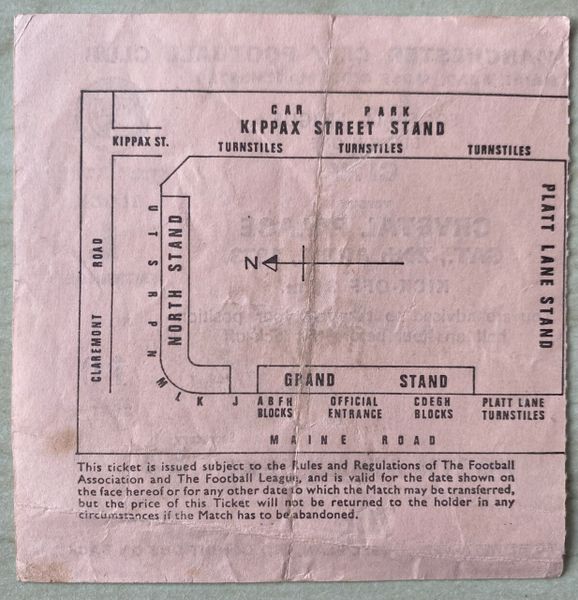 CAR PARK
KIPPAX STREET STAND
KIPPAX ST.
TURNSTILES TURNSTILES TURNSTILES
CLAREMONT ROAD
U T S R P N M L K J
NORTH STAND
N
PLATT LANE STAND
GRAND STAND
A B F H BLOCKS
OFFICIAL ENTRANCE
C D E G H BLOCKS
PLATT LANE TURNSTILES
MAINE ROAD
This ticket is issued subject to the Rules and Regulations of The Football
Association and The Football League, and is valid for the date shown on
the face hereof or for any other date to which the Match may be transferred,
but the price of this Ticket will not be returned to the holder in any
circumstances if the Match has to be abandoned.